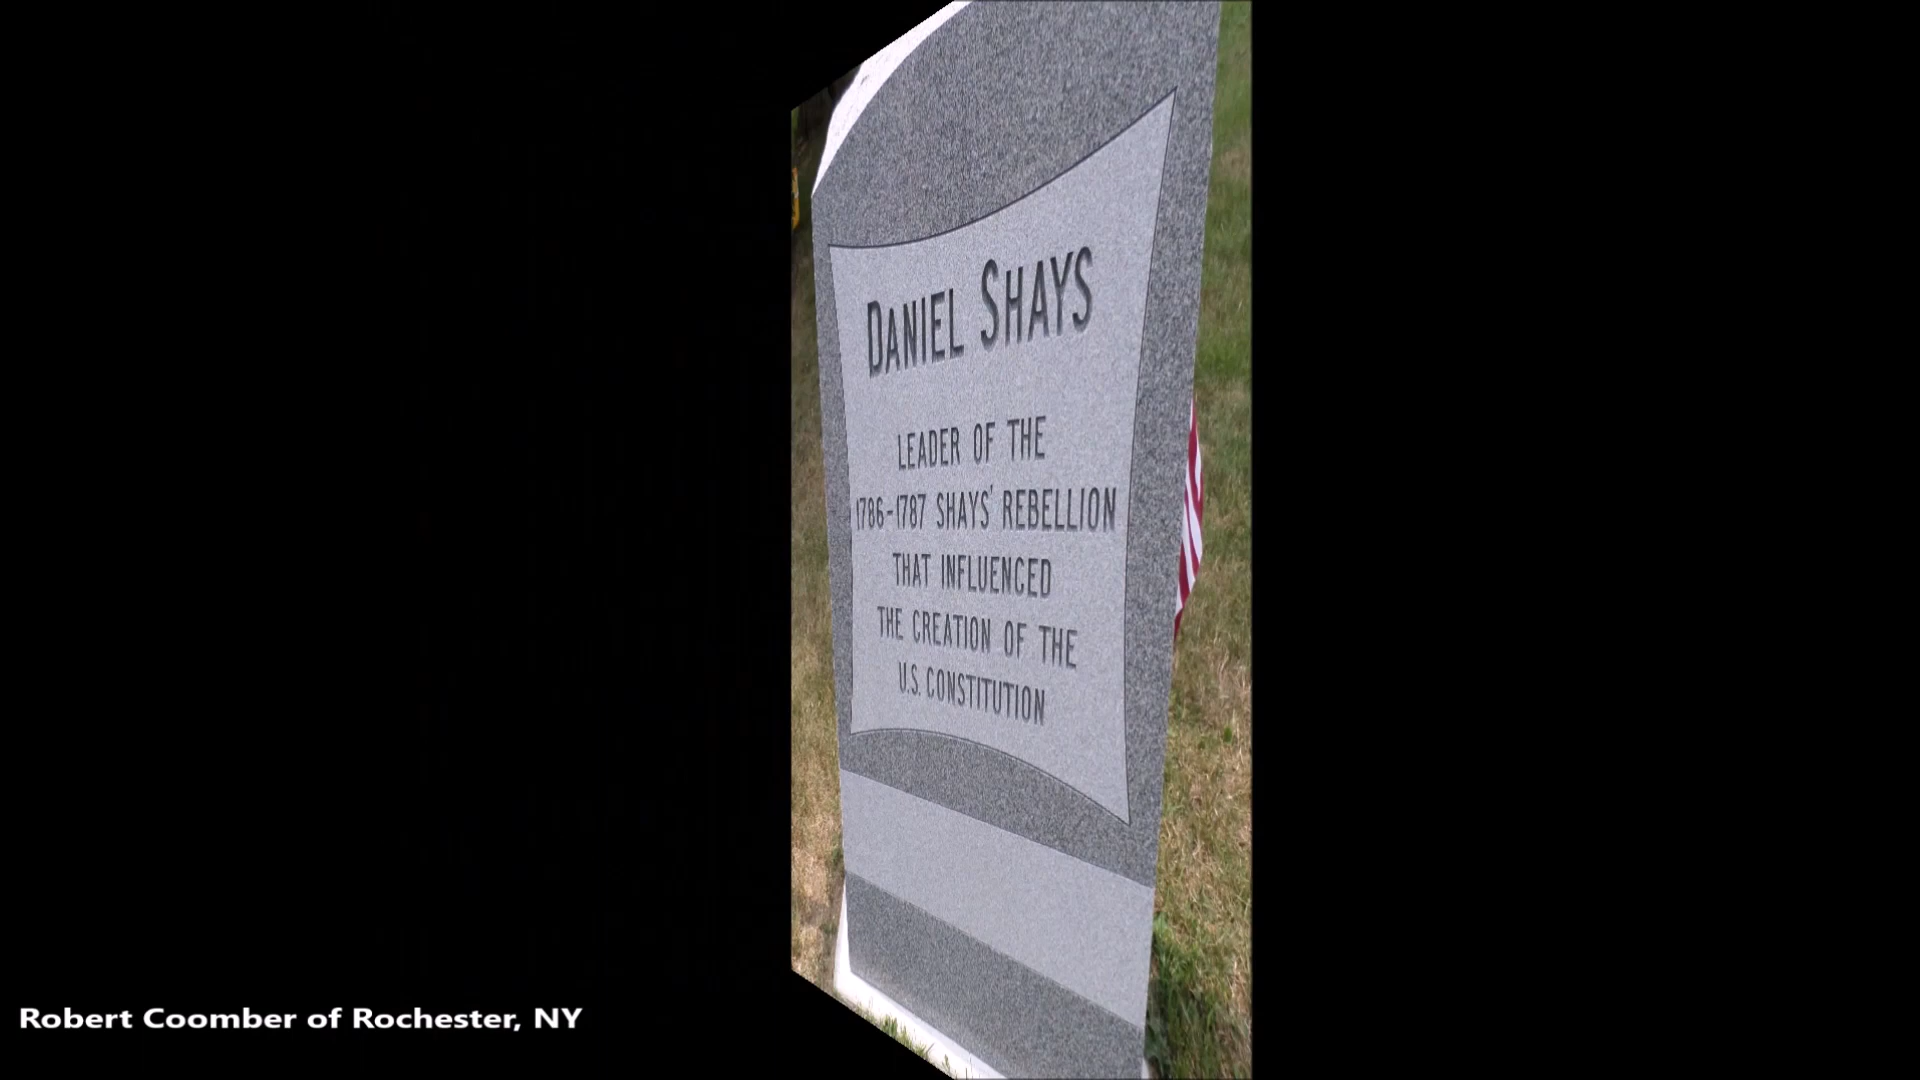 DANIEL SHAYS
LEADER OF THE
1786-1787 SHAYS' REBELLION
THAT INFLUENCED
THE CREATION OF THE
U.S. CONSTITUTION
Robert Coomber of Rochester, NY